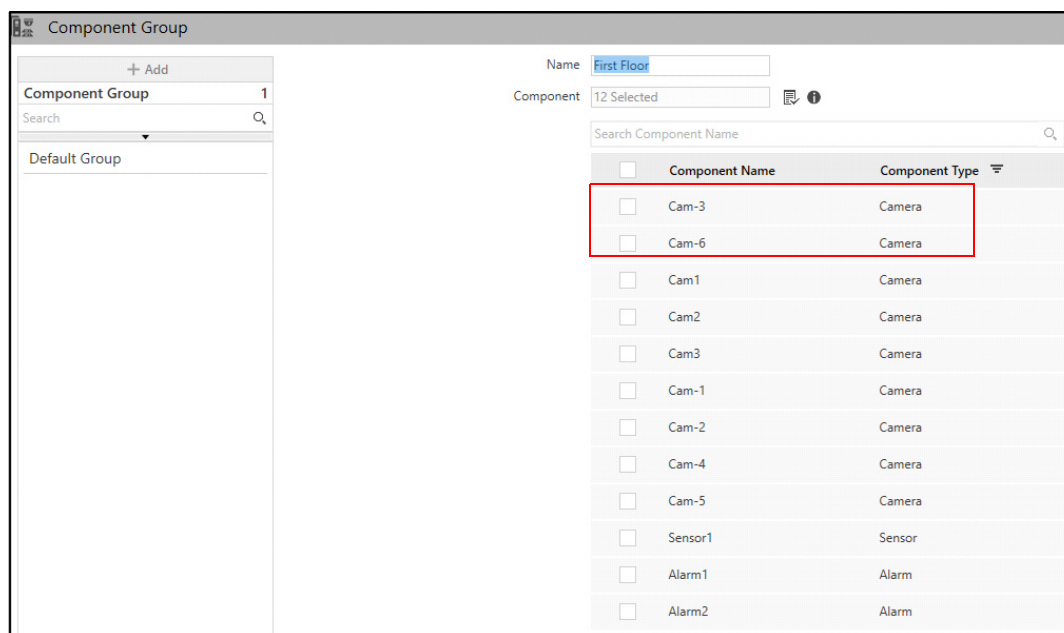 Component Group
+ Add
Component Group 1
Search
Default Group
Name First Floor
Component 12 Selected
Search Component Name
Component Name Component Type
Cam-3 Camera
Cam-6 Camera
Cam1 Camera
Cam2 Camera
Cam3 Camera
Cam-1 Camera
Cam-2 Camera
Cam-4 Camera
Cam-5 Camera
Sensor1 Sensor
Alarm1 Alarm
Alarm2 Alarm